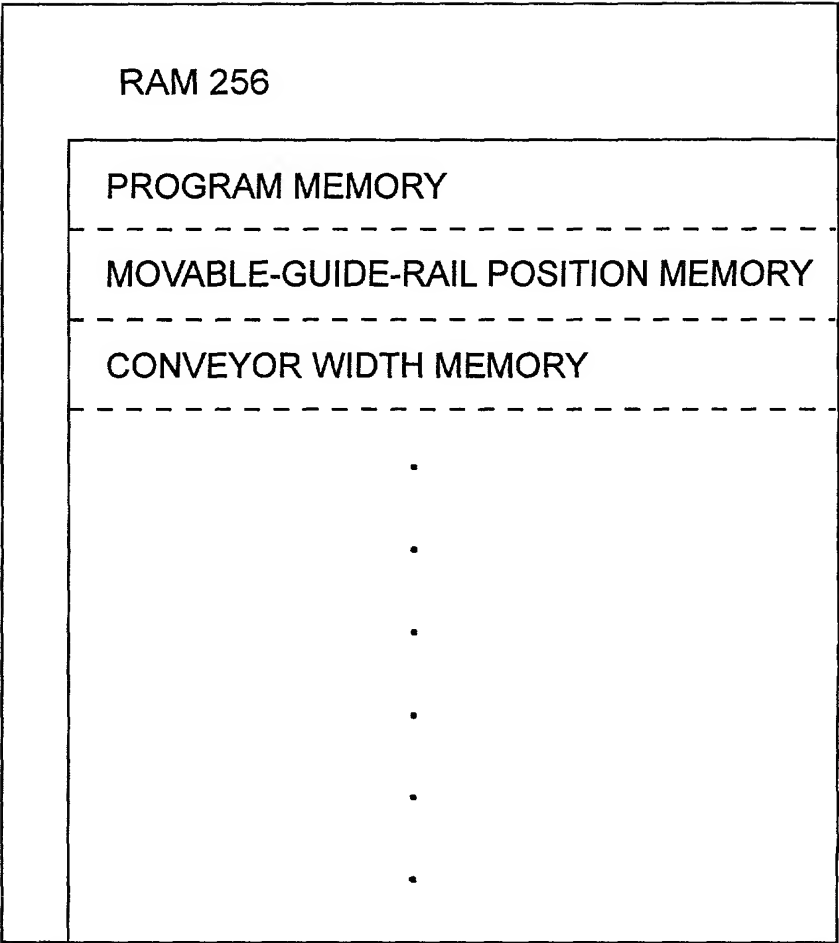 RAM 256
PROGRAM MEMORY
MOVABLE-GUIDE-RAIL POSITION MEMORY
CONVEYOR WIDTH MEMORY